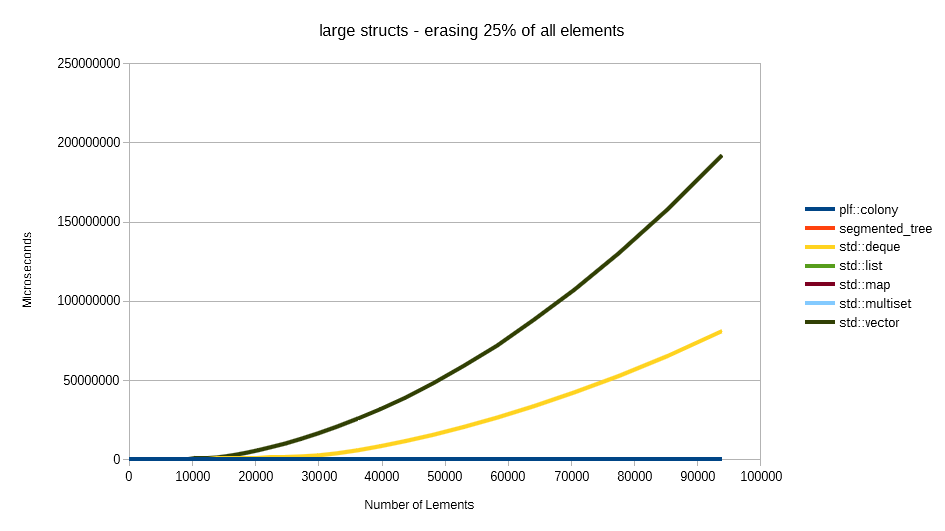 large structs - erasing 25% of all elements
250000000
200000000
150000000
100000000
50000000
0
Microseconds
0 10000 20000 30000 40000 50000 60000 70000 80000 90000 100000
Number of Lements
plf::colony
segmented_tree
std::deque
std::list
std::map
std::multiset
std::vector